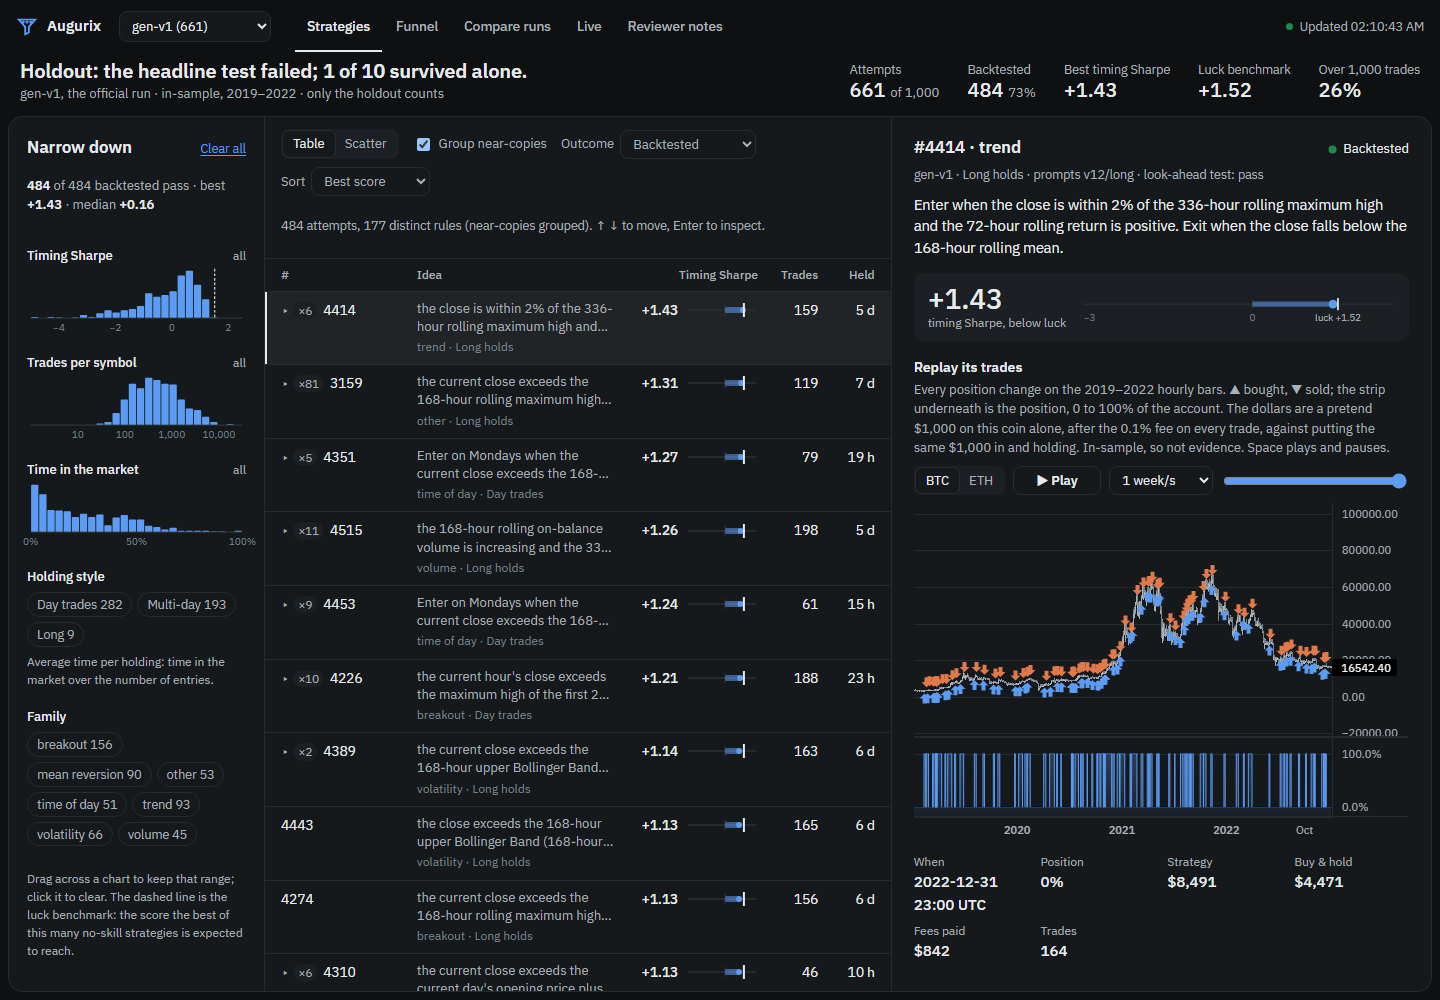 Augurix
gen-v1 (661)
Strategies
Funnel
Compare runs
Live
Reviewer notes
Updated 02:10:43 AM
Holdout: the headline test failed; 1 of 10 survived alone.
gen-v1, the official run · in-sample, 2019–2022 · only the holdout counts
Attempts
661 of 1,000
Backtested
484 73%
Best timing Sharpe
+1.43
Luck benchmark
+1.52
Over 1,000 trades
26%
Narrow down
Clear all
484 of 484 backtested pass · best
+1.43 · median +0.16
Timing Sharpe
all
−4 −2 0 2
Trades per symbol
all
10 100 1,000 10,000
Time in the market
all
0% 50% 100%
Holding style
Day trades 282
Multi-day 193
Long 9
Average time per holding: time in the
market over the number of entries.
Family
breakout 156
mean reversion 90
other 53
time of day 51
trend 93
volatility 66
volume 45
Drag across a chart to keep that range;
click it to clear. The dashed line is the
luck benchmark: the score the best of
this many no-skill strategies is expected
to reach.
Table
Scatter
Group near-copies
Outcome
Backtested
Sort
Best score
484 attempts, 177 distinct rules (near-copies grouped). ↑ ↓ to move, Enter to inspect.
# Idea Timing Sharpe Trades Held
▸ ×6 4414
the close is within 2% of the 336-
hour rolling maximum high and...
trend · Long holds
+1.43 159 5 d
▸ ×81 3159
the current close exceeds the
168-hour rolling maximum high...
other · Long holds
+1.31 119 7 d
▸ ×5 4351
Enter on Mondays when the
current close exceeds the 168-...
time of day · Day trades
+1.27 79 19 h
▸ ×11 4515
the 168-hour rolling on-balance
volume is increasing and the 33...
volume · Long holds
+1.26 198 5 d
▸ ×9 4453
Enter on Mondays when the
current close exceeds the 168-...
time of day · Day trades
+1.24 61 15 h
▸ ×10 4226
the current hour's close exceeds
the maximum high of the first 2...
breakout · Day trades
+1.21 188 23 h
▸ ×2 4389
the current close exceeds the
168-hour upper Bollinger Band...
volatility · Long holds
+1.14 163 6 d
4443
the close exceeds the 168-hour
upper Bollinger Band (168-hour...
volatility · Long holds
+1.13 165 6 d
4274
the current close exceeds the
168-hour rolling maximum high...
breakout · Long holds
+1.13 156 6 d
▸ ×6 4310
the current close exceeds the
current day's opening price plus
+1.13 46 10 h
#4414 · trend
Backtested
gen-v1 · Long holds · prompts v12/long · look-ahead test: pass
Enter when the close is within 2% of the 336-hour rolling maximum high
and the 72-hour rolling return is positive. Exit when the close falls below the
168-hour rolling mean.
+1.43
timing Sharpe, below luck
−3 0 luck +1.52
Replay its trades
Every position change on the 2019–2022 hourly bars. ▲ bought, ▼ sold; the strip
underneath is the position, 0 to 100% of the account. The dollars are a pretend
$1,000 on this coin alone, after the 0.1% fee on every trade, against putting the
same $1,000 in and holding. In-sample, so not evidence. Space plays and pauses.
BTC
ETH
▶ Play
1 week/s
100000.00
80000.00
60000.00
40000.00
20000.00
16542.40
0.00
−20000.00
100.0%
0.0%
2020 2021 2022 Oct
When
2022-12-31
23:00 UTC
Position
0%
Strategy
$8,491
Buy & hold
$4,471
Fees paid
$842
Trades
164